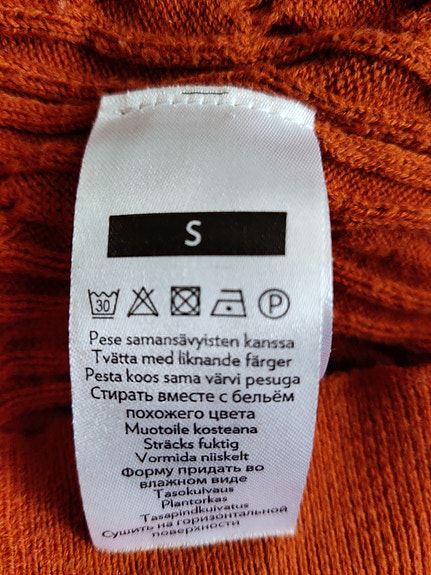 S
30 P
Pese samansävyisten kanssa
Tvätta med liknande färger
Pesta koos sama värvi pesuga
Стирать вместе с бельём
похожего цвета
Muotoile kosteana
Sträcks fuktig
Vormida niiskelt
Форму придать во
влажном виде
Tasokuivaus
Plantorkas
Tasapindkuivatus
Сушить на горизонтальной
поверхности